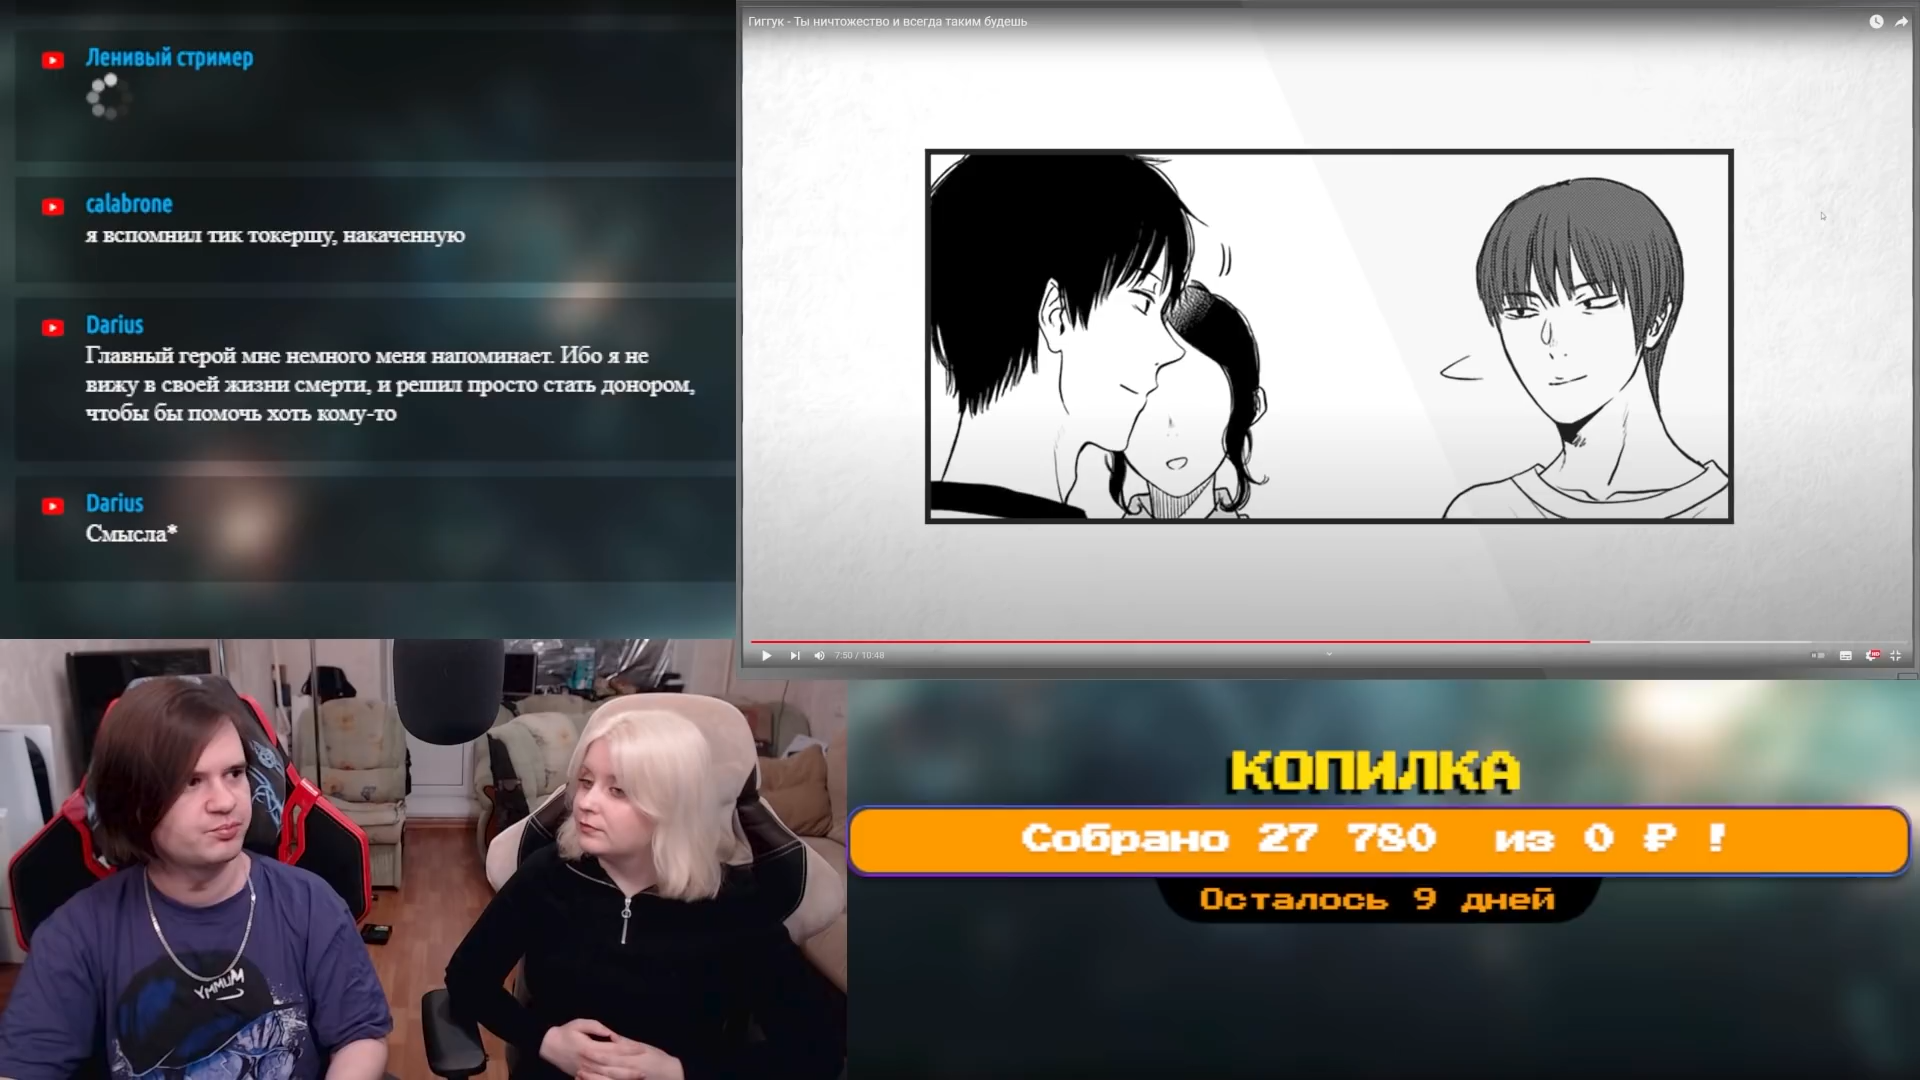 Ленивый стример
calabrone
я вспомнил тик токершу, накаченную
Darius
Главный герой мне немного меня напоминает. Ибо я не
вижу в своей жизни смерти, и решил просто стать донором,
чтобы бы помочь хоть кому-то
Darius
Смысла*
Гиггук - Ты ничтожество и всегда таким будешь
7:50 / 10:48
HD
КОПИЛКА
Собрано 27 780 из 0 ₽ !
Осталось 9 дней